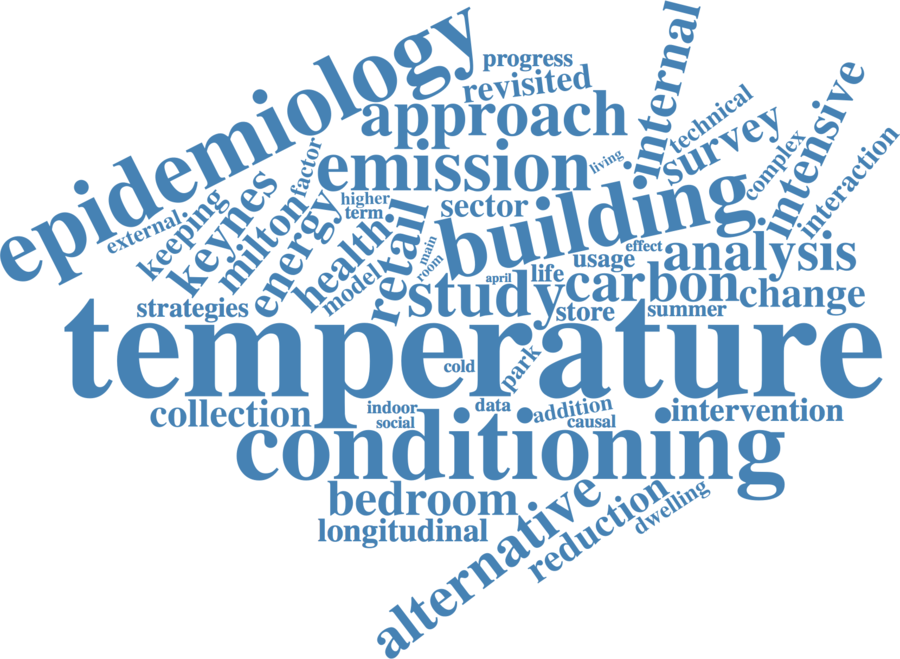 epidemiology
progress
revisited
approach
internal
technical
survey
intensive
complex
interaction
emission
living
factor
external
keeping
keynes
milton
energy
higher
term
health
model
retail
main
room
sector
building
effect
usage
analysis
strategies
april
life
study
carbon
store
summer
change
temperature
cold
park
collection
indoor
social
data
addition
causal
intervention
conditioning
bedroom
longitudinal
alternative
reduction
dwelling